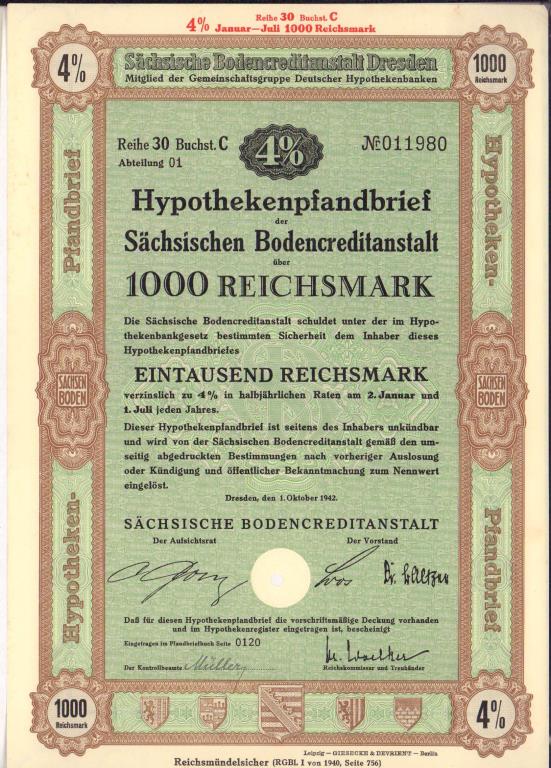 Reihe 30 Buchst. C
4% Januar—Juli 1000 Reichsmark
4%
Sächsische Bodencreditanstalt Dresden
Mitglied der Gemeinschaftsgruppe Deutscher Hypothekenbanken
1000
Reichsmark
Reihe 30 Buchst. C
Abteilung 01
4%
№ 011980
Hypothekenpfandbrief
der
Sächsischen Bodencreditanstalt
über
1000 REICHSMARK
Die Sächsische Bodencreditanstalt schuldet unter der im Hypo-
thekenbankgesetz bestimmten Sicherheit dem Inhaber dieses
Hypothekenpfandbriefes
EINTAUSEND REICHSMARK
verzinslich zu 4% in halbjährlichen Raten am 2. Januar und
1. Juli jeden Jahres.
Dieser Hypothekenpfandbrief ist seitens des Inhabers unkündbar
und wird von der Sächsischen Bodencreditanstalt gemäß den um-
seitig abgedruckten Bestimmungen nach vorheriger Auslosung
oder Kündigung und öffentlicher Bekanntmachung zum Nennwert
eingelöst.
Dresden, den 1. Oktober 1942.
SÄCHSISCHE BODENCREDITANSTALT
Der Aufsichtsrat
Der Vorstand
Daß für diesen Hypothekenpfandbrief die vorschriftsmäßige Deckung vorhanden
und im Hypothekenregister eingetragen ist, bescheinigt
Eingetragen im Pfandbriefbuch Seite 0120
Der Kontrollbeamte Müller
Reichskommissar und Treuhänder
Pfandbrief
SACHSEN
BODEN
Hypotheken-
Hypotheken-
SACHSEN
BODEN
Pfandbrief
1000
Reichsmark
4%
Leipzig — GIESECKE & DEVRIENT — Berlin
Reichsmündelsicher (RGBL I von 1940, Seite 756)